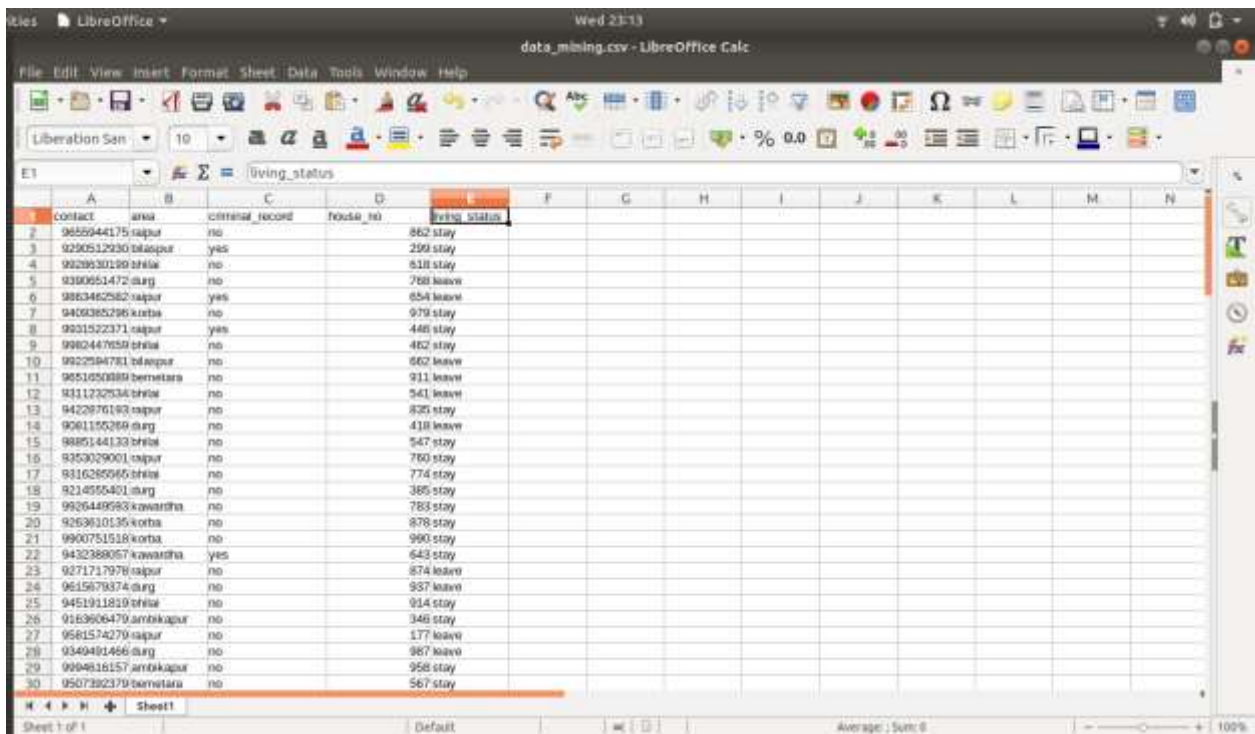 ities LibreOffice Wed 23:13
data_mining.csv - LibreOffice Calc
File Edit View Insert Format Sheet Data Tools Window Help
Liberation San 10
E1 living_status
A B C D E F G H I J K L M N
1 contact area criminal_record house_no living_status
2 9655944175 raipur no 862 stay
3 9290512930 bilaspur yes 299 stay
4 9928630199 bhilai no 618 stay
5 9390651472 durg no 768 leave
6 9863462582 raipur yes 654 leave
7 9409365296 korba no 979 stay
8 9931522371 raipur yes 446 stay
9 9982447659 bhilai no 462 stay
10 9922594781 bilaspur no 662 leave
11 bemetara no 911 leave
12 9311232534 bhilai no 541 leave
13 9422876193 raipur no 835 stay
14 9081155269 durg no 418 leave
15 9885144133 bhilai no 547 stay
16 9353029001 raipur no 760 stay
17 9316285565 bhilai no 774 stay
18 9214555401 durg no 385 stay
19 9926449593 kawardha no 783 stay
20 9263610135 korba no 878 stay
21 9900751518 korba no 990 stay
22 9432388057 kawardha yes 643 stay
23 9271717978 raipur no 874 leave
24 9615679374 durg no 937 leave
25 9451911819 bhilai no 914 stay
26 9163606479 ambikapur no 346 stay
27 9581574279 raipur no 177 leave
28 9349491466 durg no 987 leave
29 9994616157 ambikapur no 958 stay
30 9507392379 bemetara no 567 stay
Sheet1
Sheet 1 of 1 Default Average: ; Sum: 0 100%